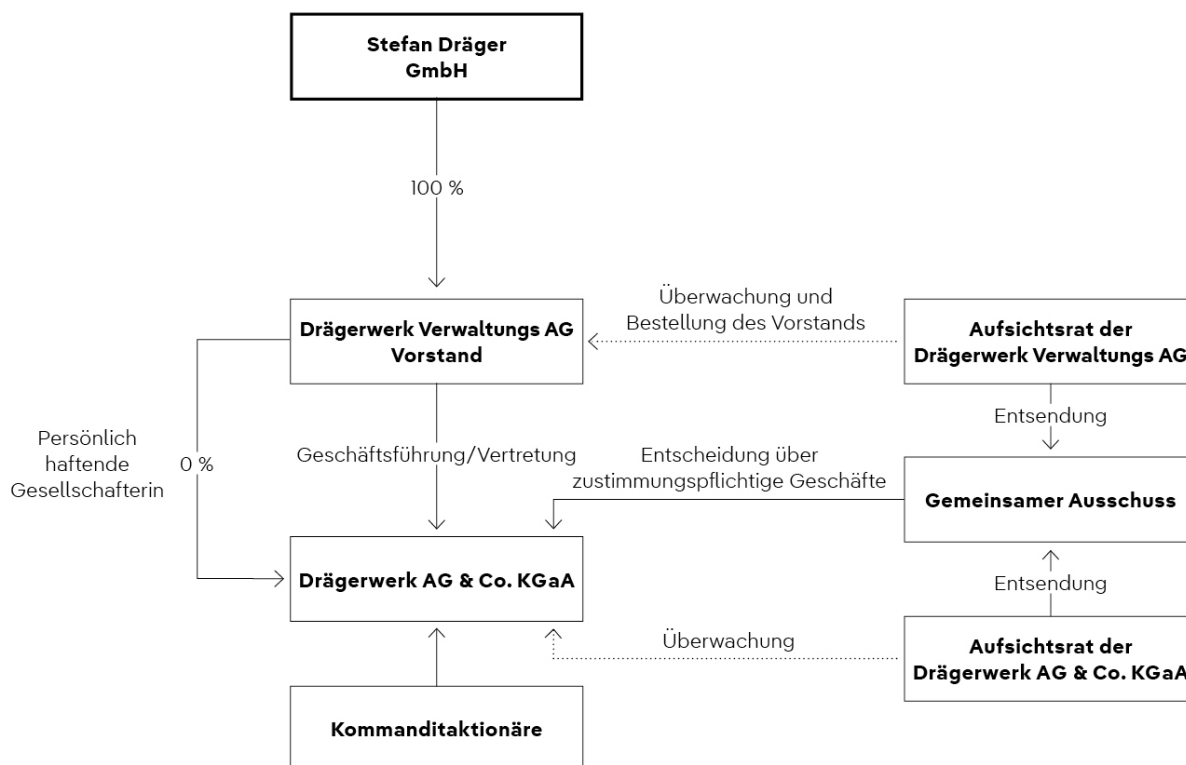 Stefan Dräger
GmbH
100 %
Drägerwerk Verwaltungs AG
Vorstand
Überwachung und
Bestellung des Vorstands
Aufsichtsrat der
Drägerwerk Verwaltungs AG
Entsendung
Persönlich
haftende
Gesellschafterin
0 %
Geschäftsführung/Vertretung
Entscheidung über
zustimmungspflichtige Geschäfte
Gemeinsamer Ausschuss
Drägerwerk AG & Co. KGaA
Entsendung
Überwachung
Aufsichtsrat der
Drägerwerk AG & Co. KGaA
Kommanditaktionäre